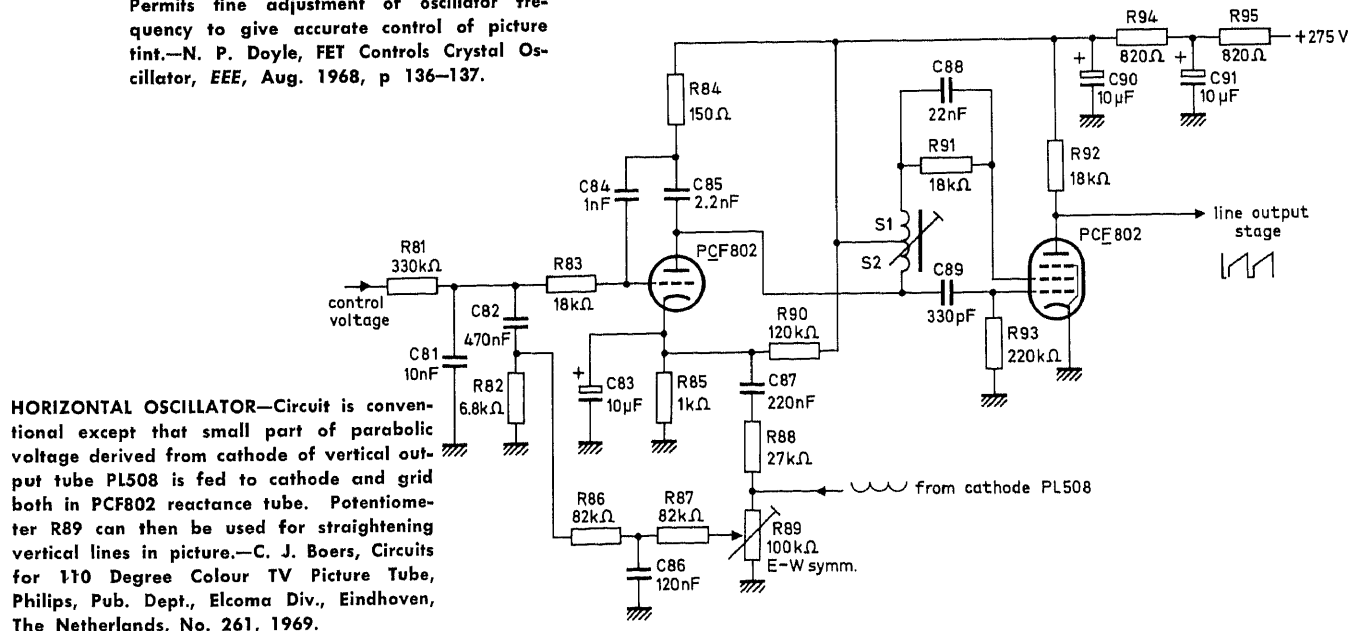 Permits fine adjustment of oscillator fre-
quency to give accurate control of picture
tint.—N. P. Doyle, FET Controls Crystal Os-
cillator, EEE, Aug. 1968, p 136–137.
R94
820Ω
R95
820Ω
+275 V
+
C90
10µF
+
C91
10µF
R84
150Ω
C88
22nF
R91
18kΩ
R92
18kΩ
C84
1nF
C85
2.2nF
S1
S2
line output
stage
PCF802
PCF802
R81
330kΩ
control
voltage
R83
18kΩ
C82
470nF
C81
10nF
R82
6.8kΩ
C89
330pF
R93
220kΩ
R90
120kΩ
+
C83
10µF
R85
1kΩ
C87
220nF
R88
27kΩ
from cathode PL508
R86
82kΩ
R87
82kΩ
R89
100kΩ
E-W symm.
C86
120nF
HORIZONTAL OSCILLATOR—Circuit is conven-
tional except that small part of parabolic
voltage derived from cathode of vertical out-
put tube PL508 is fed to cathode and grid
both in PCF802 reactance tube. Potentiome-
ter R89 can then be used for straightening
vertical lines in picture.—C. J. Boers, Circuits
for 110 Degree Colour TV Picture Tube,
Philips, Pub. Dept., Elcoma Div., Eindhoven,
The Netherlands, No. 261, 1969.